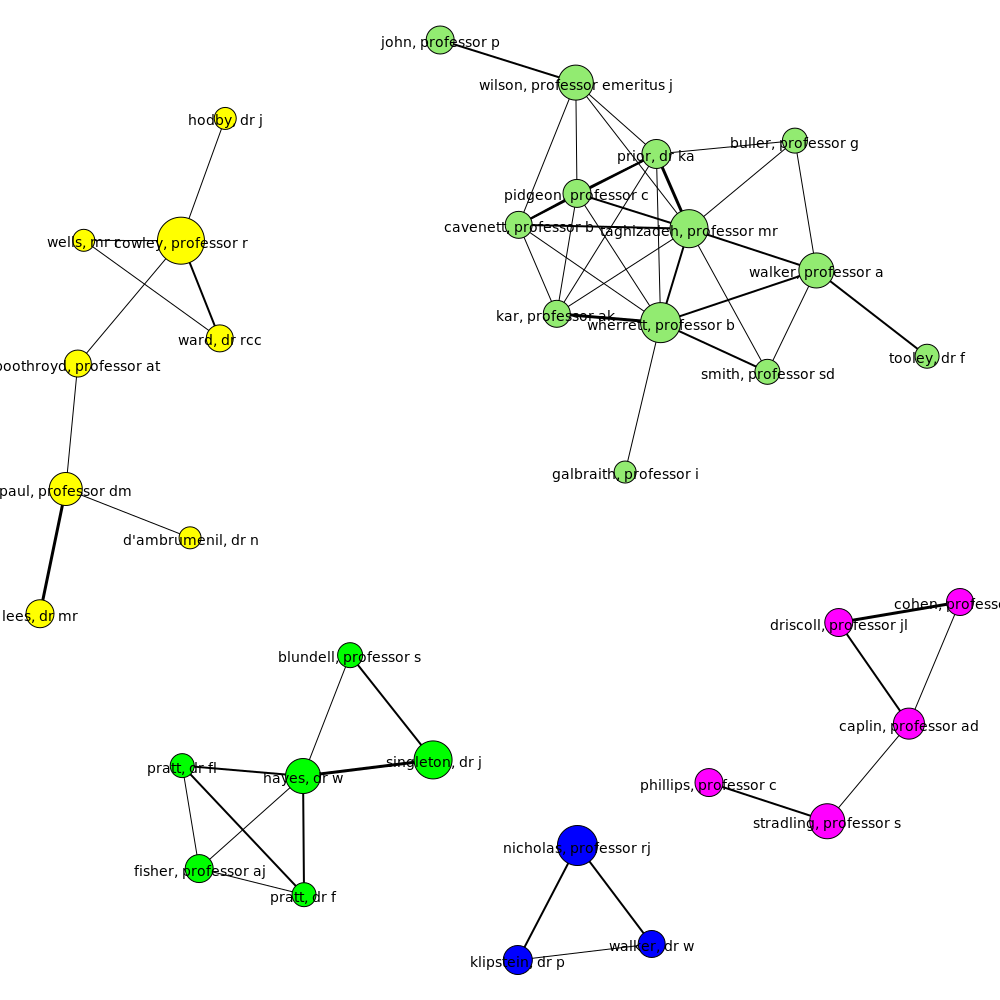 john, professor p
wilson, professor emeritus j
hodby, dr j
buller, professor g
prior, dr ka
pidgeon, professor c
cavenett, professor b
taghizadeh, professor mr
wells, mr
cowley, professor r
walker, professor a
kar, professor ak
wherrett, professor b
ward, dr rcc
tooley, dr f
boothroyd, professor at
smith, professor sd
galbraith, professor i
paul, professor dm
d'ambrumenil, dr n
cohen, profess
lees, dr mr
driscoll, professor jl
blundell, professor s
caplin, professor ad
singleton, dr j
pratt, dr fl
hayes, dr w
phillips, professor c
stradling, professor s
nicholas, professor rj
fisher, professor aj
pratt, dr f
walker, dr w
klipstein, dr p